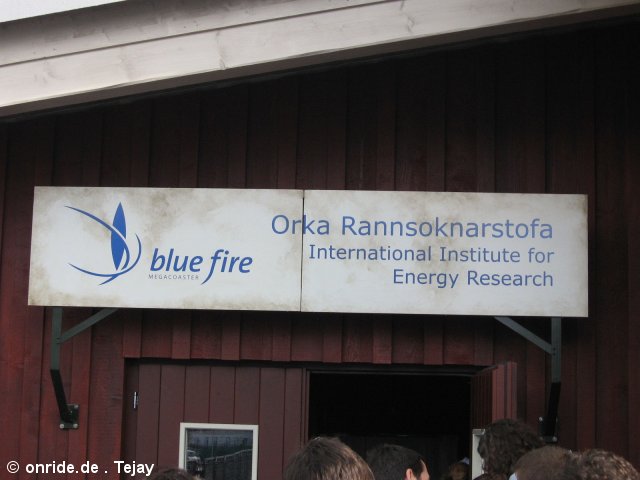 blue fire
MEGACOASTER
Orka Rannsoknarstofa
International Institute for
Energy Research
© onride.de . Tejay